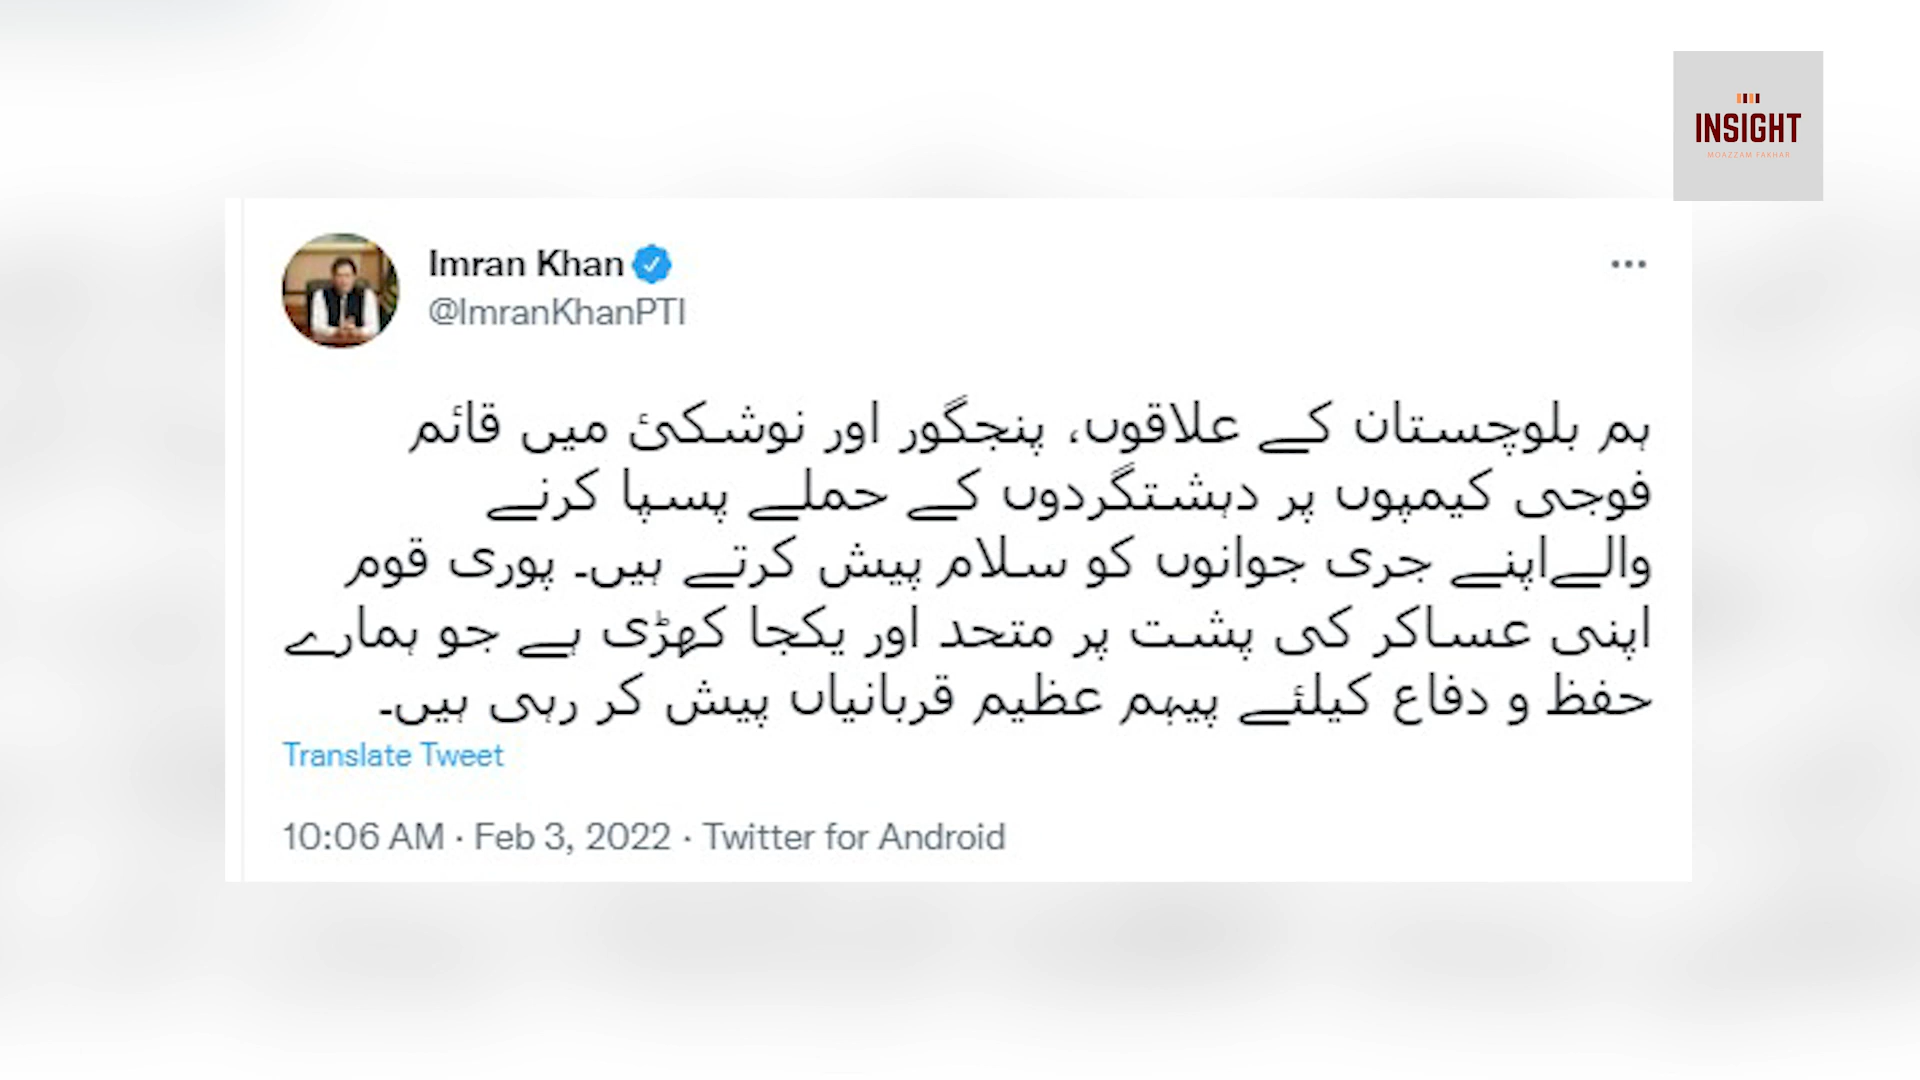 INSIGHT
MOAZZAM FAKHAR
Imran Khan
@ImranKhanPTI
ہم بلوچستان کے علاقوں، پنجگور اور نوشکئ میں قائم
فوجی کیمپوں پر دہشتگردوں کے حملے پسپا کرنے
والےاپنے جری جوانوں کو سلام پیش کرتے ہیں۔ پوری قوم
اپنی عساکر کی پشت پر متحد اور یکجا کھڑی ہے جو ہمارے
حفظ و دفاع کیلئے پیہم عظیم قربانیاں پیش کر رہی ہیں۔
Translate Tweet
10:06 AM · Feb 3, 2022 · Twitter for Android